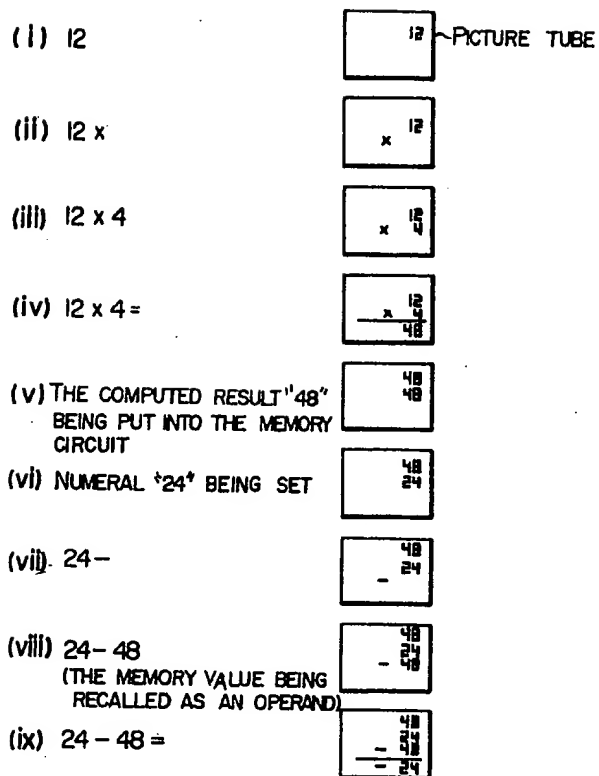 (i) 12
12
PICTURE TUBE
(ii) 12 x
12
x
(iii) 12 x 4
12
x 4
(iv) 12 x 4 =
12
x 4
48
(v) THE COMPUTED RESULT "48"
BEING PUT INTO THE MEMORY
CIRCUIT
48
48
(vi) NUMERAL "24" BEING SET
48
24
(vii) 24 −
48
24
−
(viii) 24 − 48
(THE MEMORY VALUE BEING
RECALLED AS AN OPERAND)
48
24
− 48
(ix) 24 − 48 =
48
24
− 48
− 24